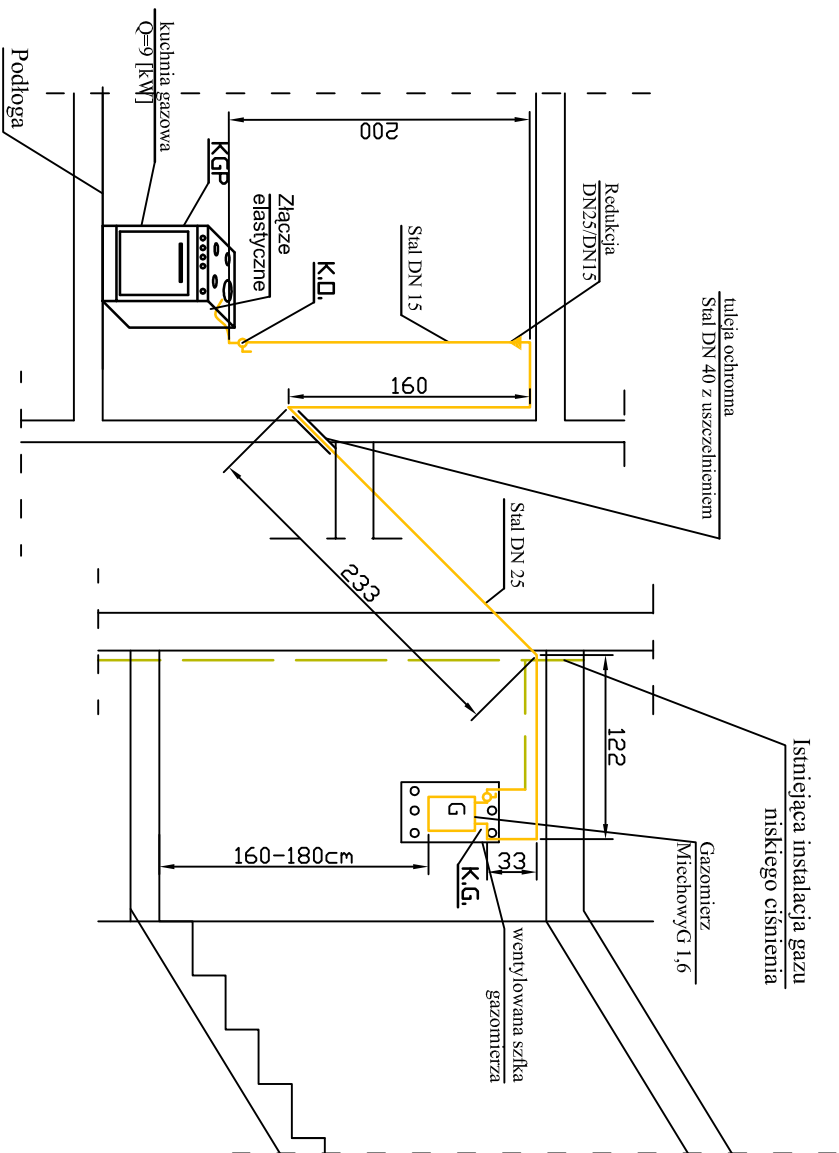 Podłoga
kuchnia gazowa
Q=9 [kW]
KGP
Złącze
elastyczne
K.O.
200
Stal DN 15
Redukcja
DN25/DN15
160
tuleja ochronna
Stal DN 40 z uszczelnieniem
Stal DN 25
233
Istniejąca instalacja gazu
niskiego ciśnienia
122
Gazomierz
MiechowyG 1,6
G
K.G.
33
160-180cm
wentylowana szfka
gazomierza